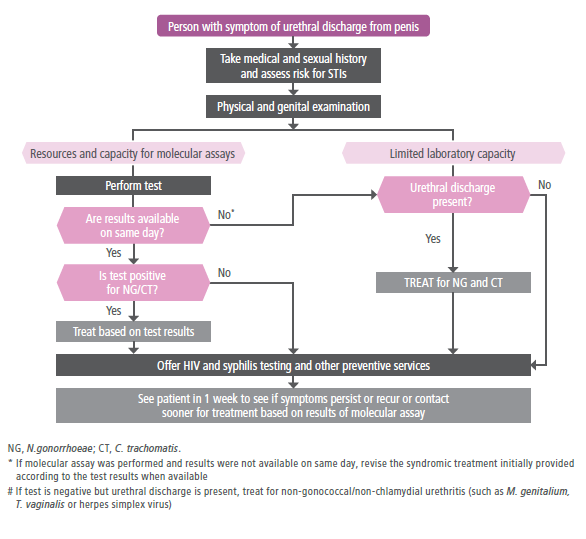 Person with symptom of urethral discharge from penis
Take medical and sexual history
and assess risk for STIs
Physical and genital examination
Resources and capacity for molecular assays
Limited laboratory capacity
Perform test
Urethral discharge
present?
No
Are results available
on same day?
No*
Yes
Yes
Is test positive
for NG/CT?
No
TREAT for NG and CT
Yes
Treat based on test results
Offer HIV and syphilis testing and other preventive services
See patient in 1 week to see if symptoms persist or recur or contact
sooner for treatment based on results of molecular assay
NG, N.gonorrhoeae; CT, C. trachomatis.
* If molecular assay was performed and results were not available on same day, revise the syndromic treatment initially provided
according to the test results when available
# If test is negative but urethral discharge is present, treat for non-gonococcal/non-chlamydial urethritis (such as M. genitalium,
T. vaginalis or herpes simplex virus)